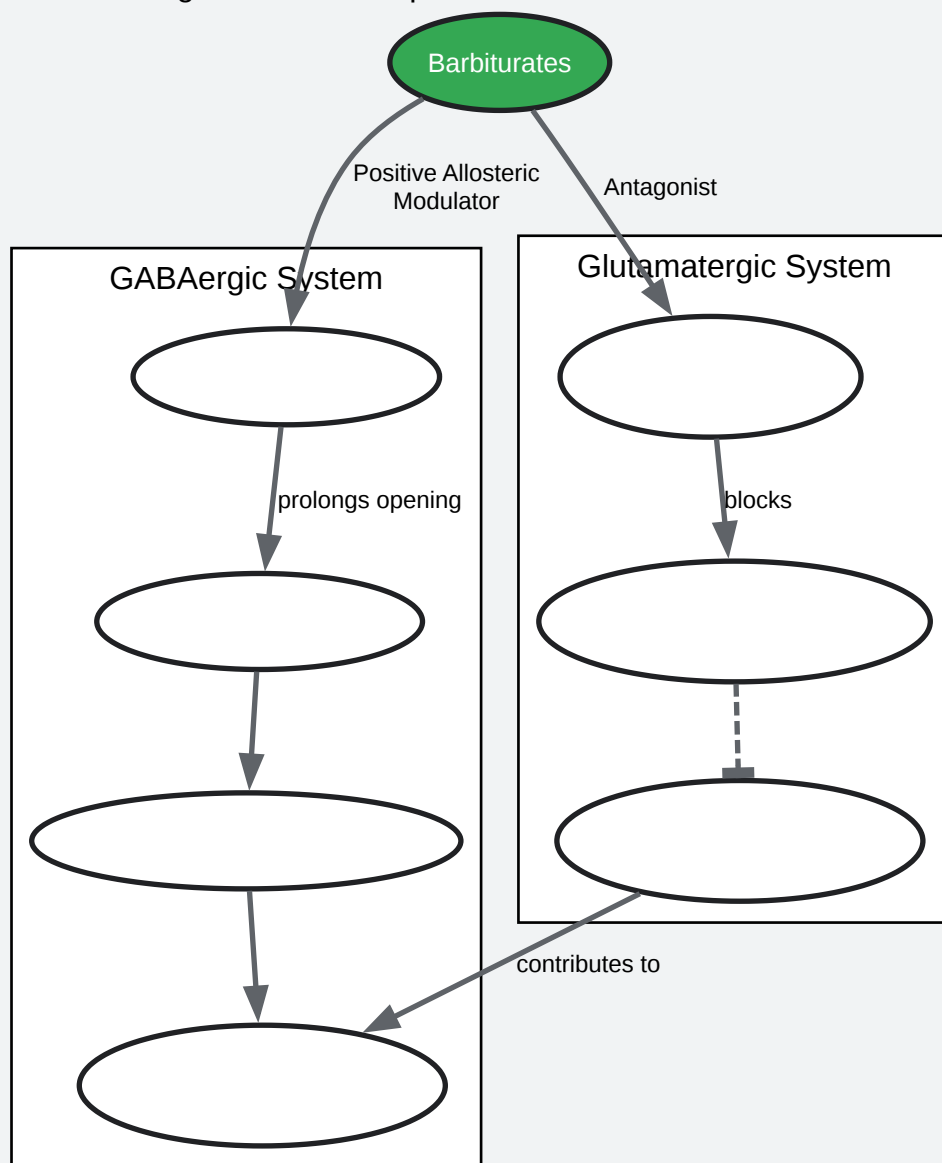 Barbiturates
Positive Allosteric
Modulator
Antagonist
GABAergic System
Glutamatergic System
prolongs opening
blocks
contributes to